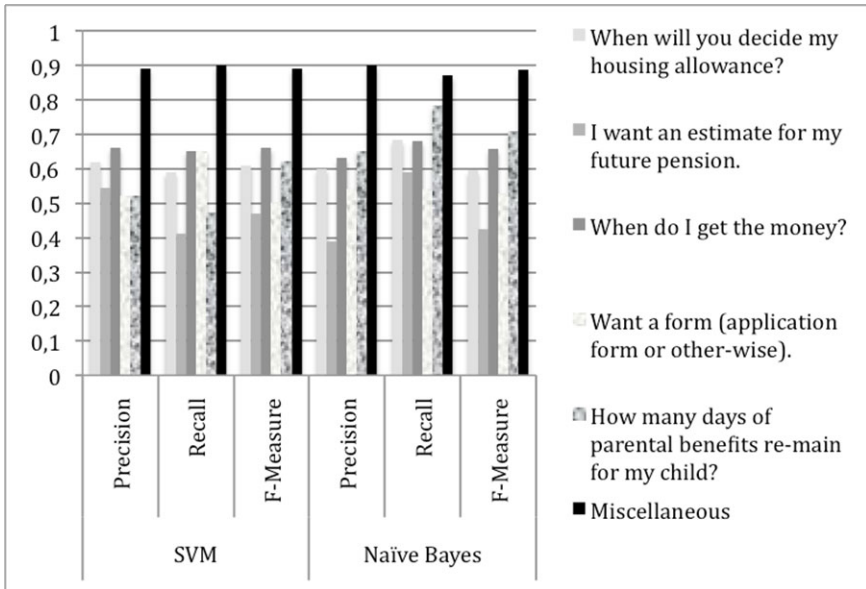 1
0,9
0,8
0,7
0,6
0,5
0,4
0,3
0,2
0,1
0
Precision
Recall
F-Measure
Precision
Recall
F-Measure
SVM
Naïve Bayes
When will you decide my
housing allowance?
I want an estimate for my
future pension.
When do I get the money?
Want a form (application
form or other-wise).
How many days of
parental benefits re-main
for my child?
Miscellaneous